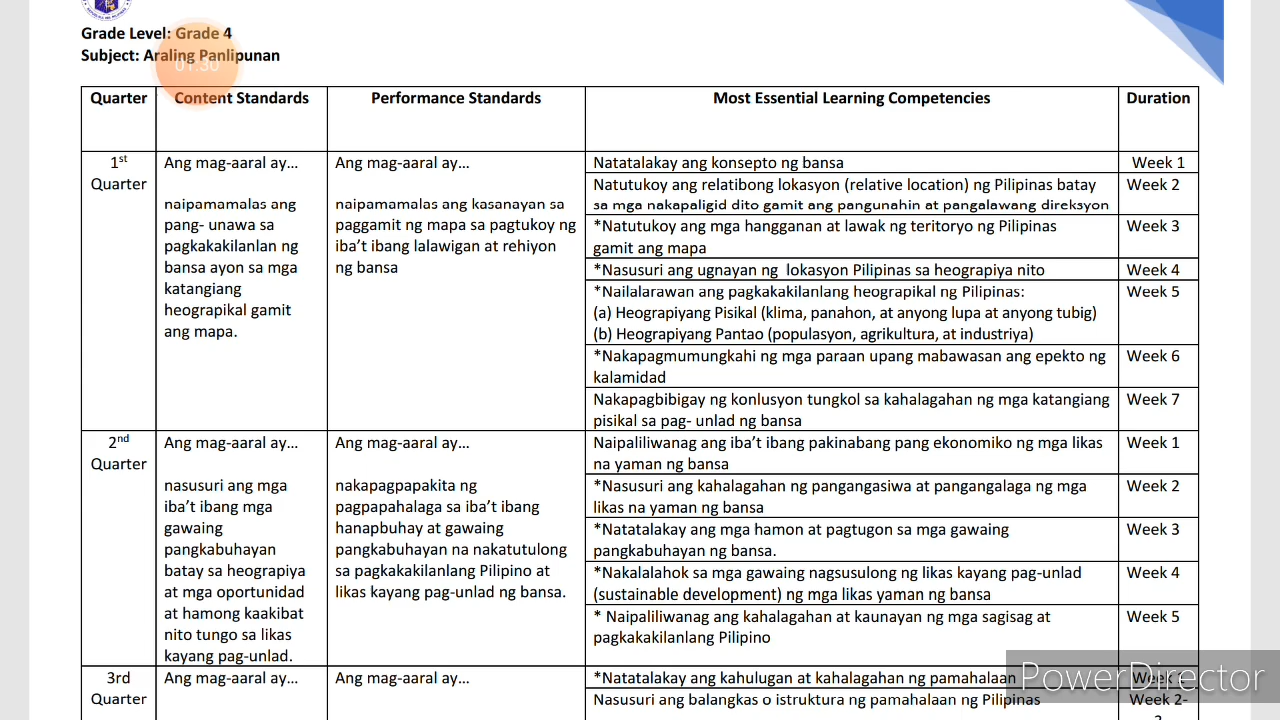 Grade Level: Grade 4
Subject: Araling Panlipunan
01:30
Quarter
Content Standards
Performance Standards
Most Essential Learning Competencies
Duration
1st
Quarter
Ang mag-aaral ay…
naipamamalas ang
pang- unawa sa
pagkakakilanlan ng
bansa ayon sa mga
katangiang
heograpikal gamit
ang mapa.
Ang mag-aaral ay…
naipamamalas ang kasanayan sa
paggamit ng mapa sa pagtukoy ng
iba’t ibang lalawigan at rehiyon
ng bansa
Natatalakay ang konsepto ng bansa
Week 1
Natutukoy ang relatibong lokasyon (relative location) ng Pilipinas batay
sa mga nakapaligid dito gamit ang pangunahin at pangalawang direksyon
Week 2
*Natutukoy ang mga hangganan at lawak ng teritoryo ng Pilipinas
gamit ang mapa
Week 3
*Nasusuri ang ugnayan ng  lokasyon Pilipinas sa heograpiya nito
Week 4
*Nailalarawan ang pagkakakilanlang heograpikal ng Pilipinas:
(a) Heograpiyang Pisikal (klima, panahon, at anyong lupa at anyong tubig)
(b) Heograpiyang Pantao (populasyon, agrikultura, at industriya)
Week 5
*Nakapagmumungkahi ng mga paraan upang mabawasan ang epekto ng
kalamidad
Week 6
Nakapagbibigay ng konlusyon tungkol sa kahalagahan ng mga katangiang
pisikal sa pag- unlad ng bansa
Week 7
2nd
Quarter
Ang mag-aaral ay…
nasusuri ang mga
iba’t ibang mga
gawaing
pangkabuhayan
batay sa heograpiya
at mga oportunidad
at hamong kaakibat
nito tungo sa likas
kayang pag-unlad.
Ang mag-aaral ay…
nakapagpapakita ng
pagpapahalaga sa iba’t ibang
hanapbuhay at gawaing
pangkabuhayan na nakatutulong
sa pagkakakilanlang Pilipino at
likas kayang pag-unlad ng bansa.
Naipaliliwanag ang iba’t ibang pakinabang pang ekonomiko ng mga likas
na yaman ng bansa
Week 1
*Nasusuri ang kahalagahan ng pangangasiwa at pangangalaga ng mga
likas na yaman ng bansa
Week 2
*Natatalakay ang mga hamon at pagtugon sa mga gawaing
pangkabuhayan ng bansa.
Week 3
*Nakalalahok sa mga gawaing nagsusulong ng likas kayang pag-unlad
(sustainable development) ng mga likas yaman ng bansa
Week 4
* Naipaliliwanag ang kahalagahan at kaunayan ng mga sagisag at
pagkakakilanlang Pilipino
Week 5
3rd
Quarter
Ang mag-aaral ay…
Ang mag-aaral ay…
*Natatalakay ang kahulugan at kahalagahan ng pamahalaan
Week
Nasusuri ang balangkas o istruktura ng pamahalaan ng Pilipinas
Week 2-
PowerDirector